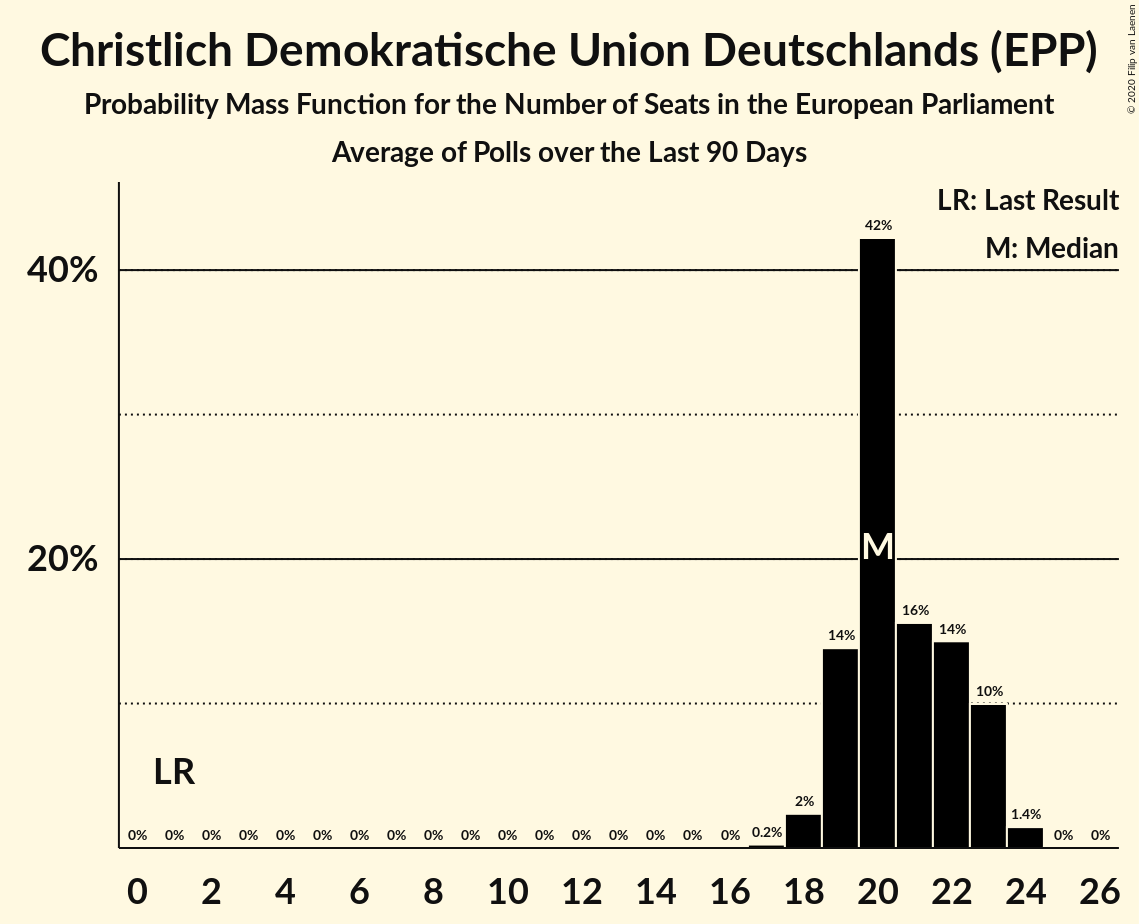 Christlich Demokratische Union Deutschlands (EPP)
Probability Mass Function for the Number of Seats in the European Parliament
Average of Polls over the Last 90 Days
© 2020 Filip van Laenen
LR: Last Result
M: Median
40%
20%
42%
M
16%
14%
14%
10%
LR
2%
1.4%
0% 0% 0% 0% 0% 0% 0% 0% 0% 0% 0% 0% 0% 0% 0% 0% 0% 0.2% 0% 0%
0 2 4 6 8 10 12 14 16 18 20 22 24 26